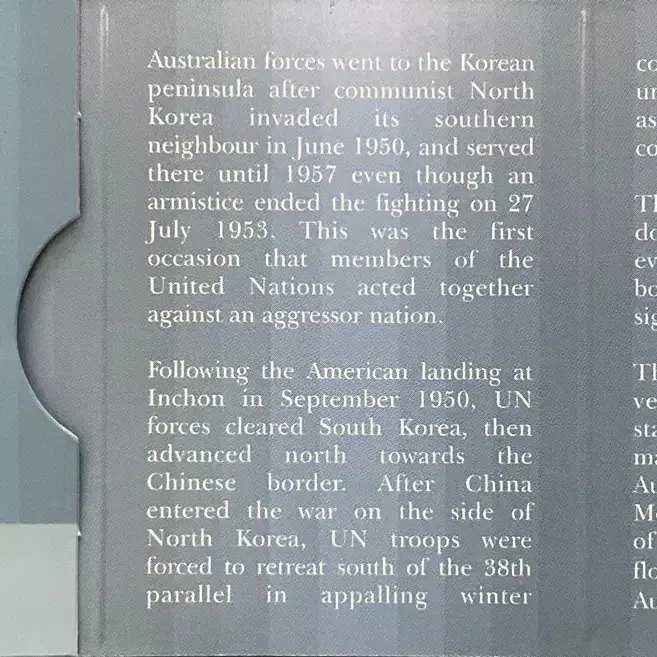 Australian forces went to the Korean
peninsula after communist North
Korea invaded its southern
neighbour in June 1950, and served
there until 1957 even though an
armistice ended the fighting on 27
July 1953. This was the first
occasion that members of the
United Nations acted together
against an aggressor nation.
Following the American landing at
Inchon in September 1950, UN
forces cleared South Korea, then
advanced north towards the
Chinese border. After China
entered the war on the side of
North Korea, UN troops were
forced to retreat south of the 38th
parallel in appalling winter